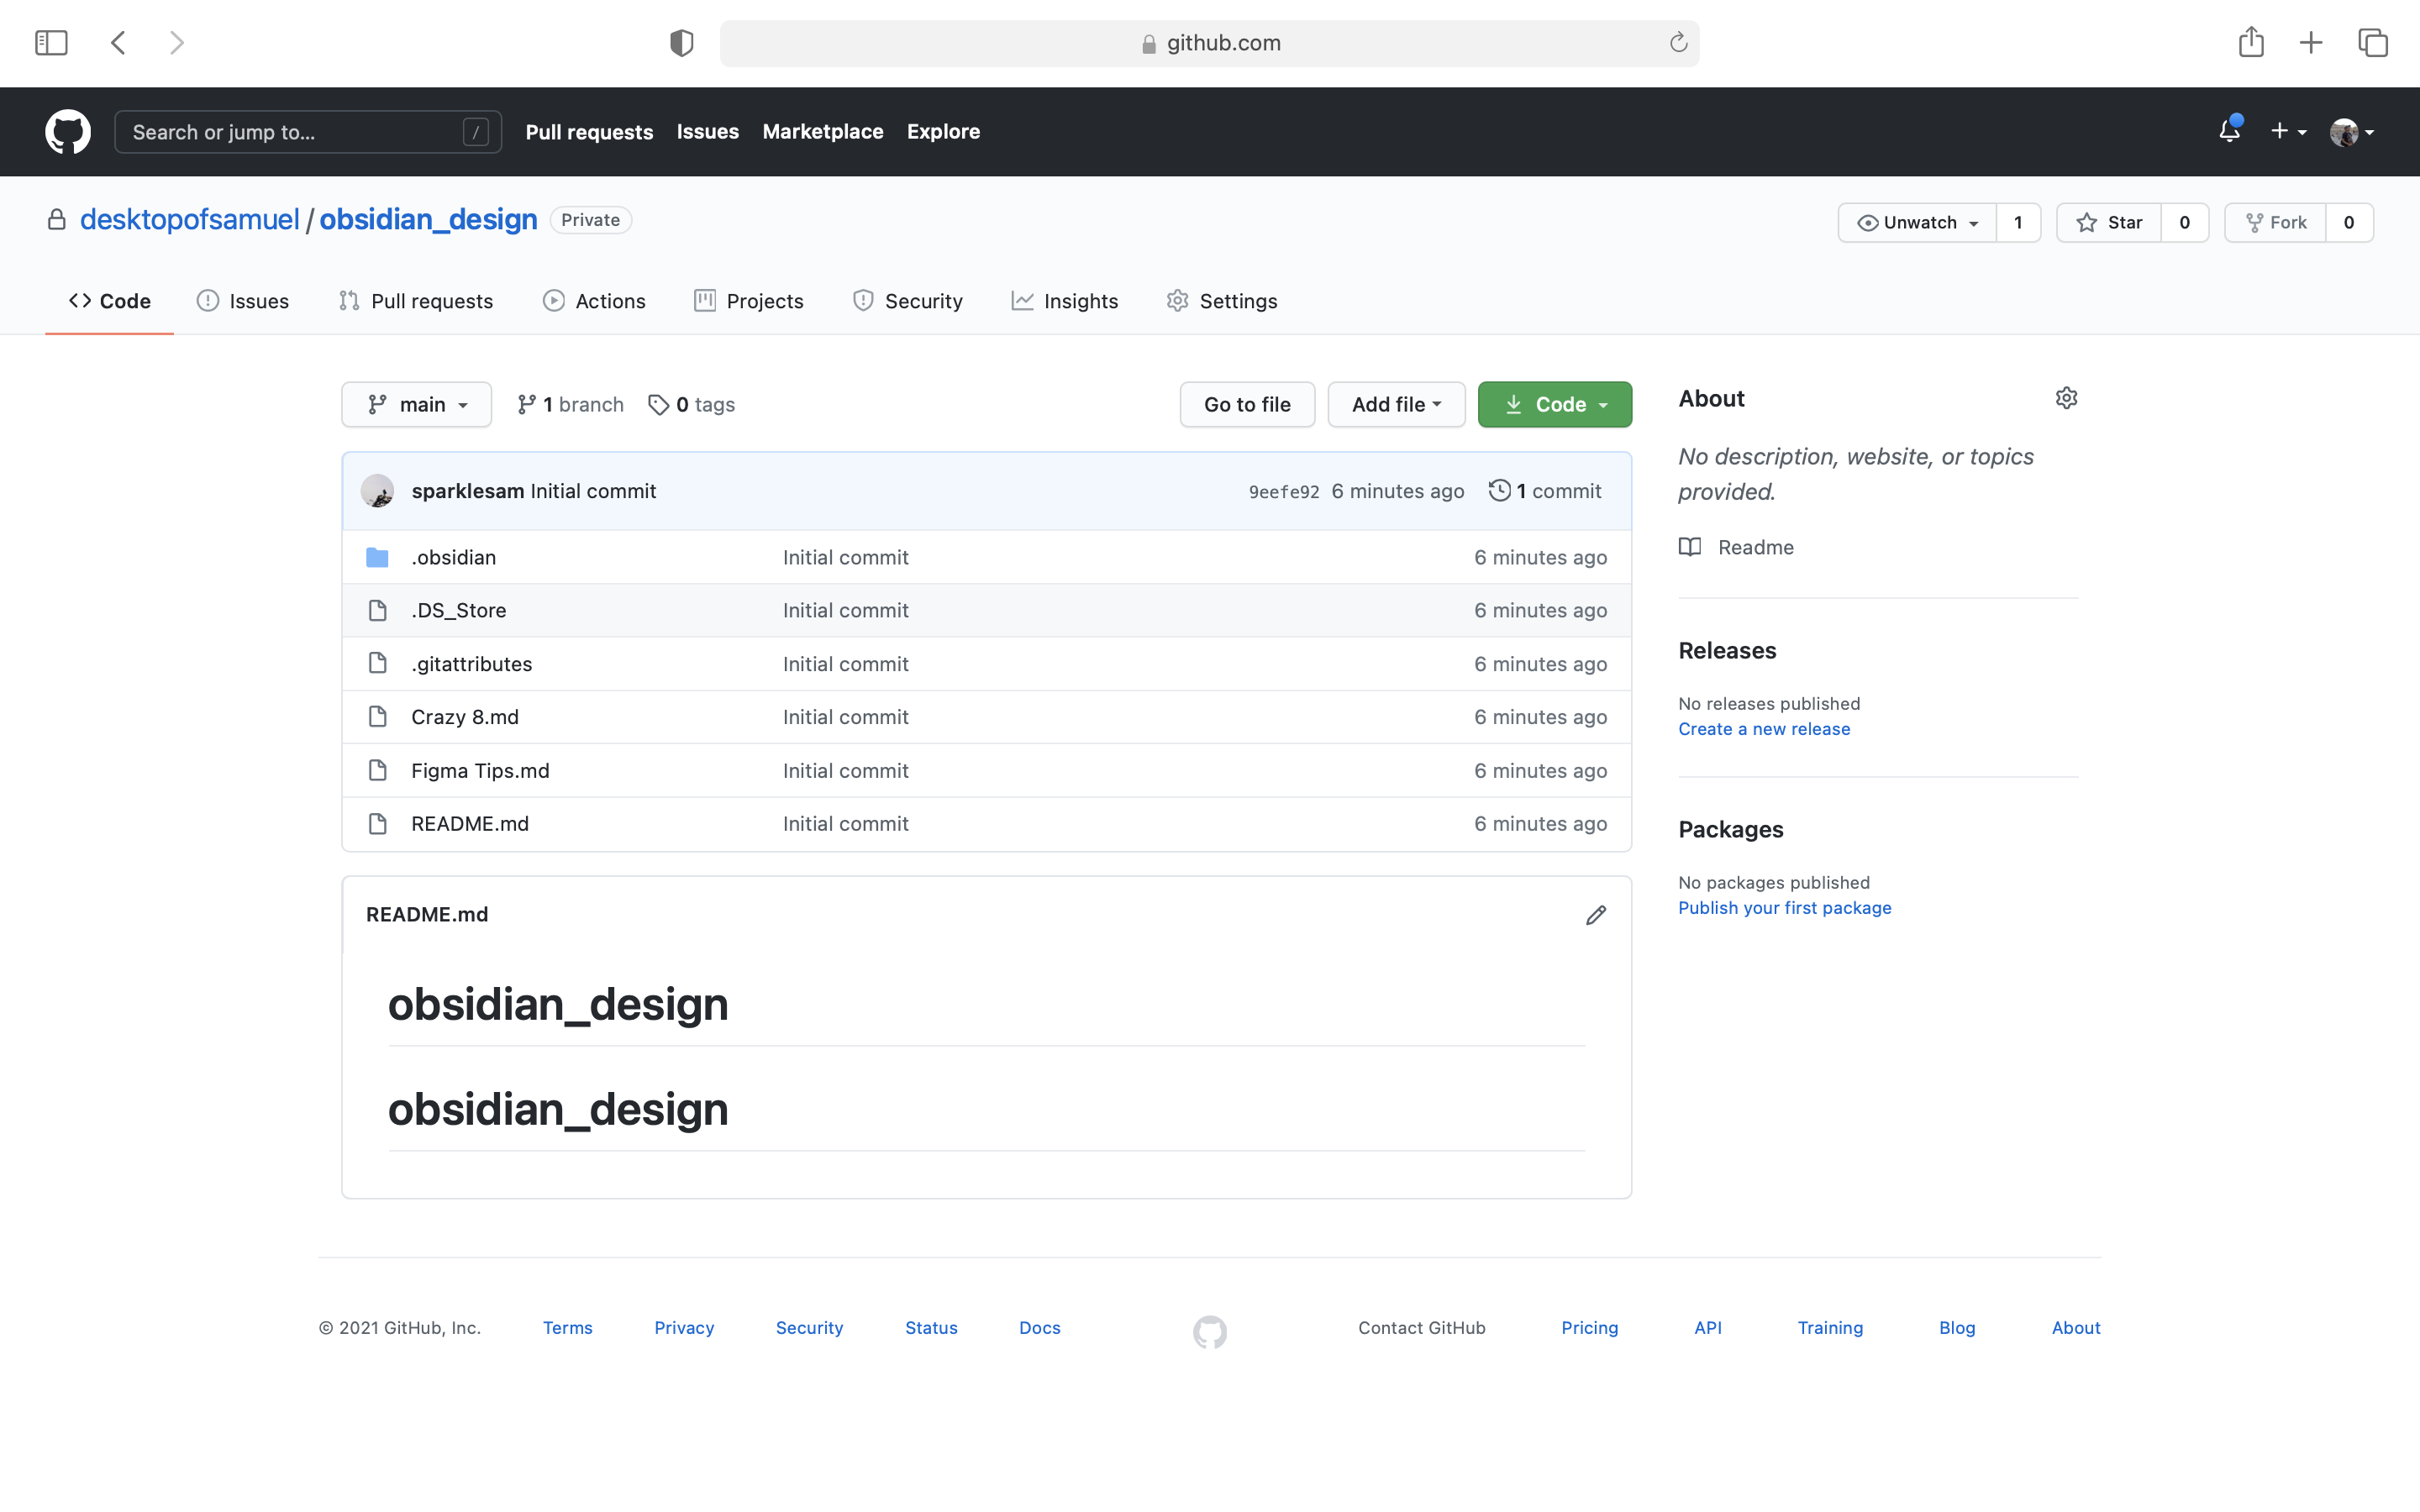 github.com
Search or jump to... / Pull requests Issues Marketplace Explore
desktopofsamuel / obsidian_design Private Unwatch 1 Star 0 Fork 0
Code Issues Pull requests Actions Projects Security Insights Settings
main 1 branch 0 tags Go to file Add file Code
sparklesam Initial commit 9eefe92 6 minutes ago 1 commit
.obsidian Initial commit 6 minutes ago
.DS_Store Initial commit 6 minutes ago
.gitattributes Initial commit 6 minutes ago
Crazy 8.md Initial commit 6 minutes ago
Figma Tips.md Initial commit 6 minutes ago
README.md Initial commit 6 minutes ago
README.md
obsidian_design
obsidian_design
About
No description, website, or topics
provided.
Readme
Releases
No releases published
Create a new release
Packages
No packages published
Publish your first package
© 2021 GitHub, Inc. Terms Privacy Security Status Docs Contact GitHub Pricing API Training Blog About